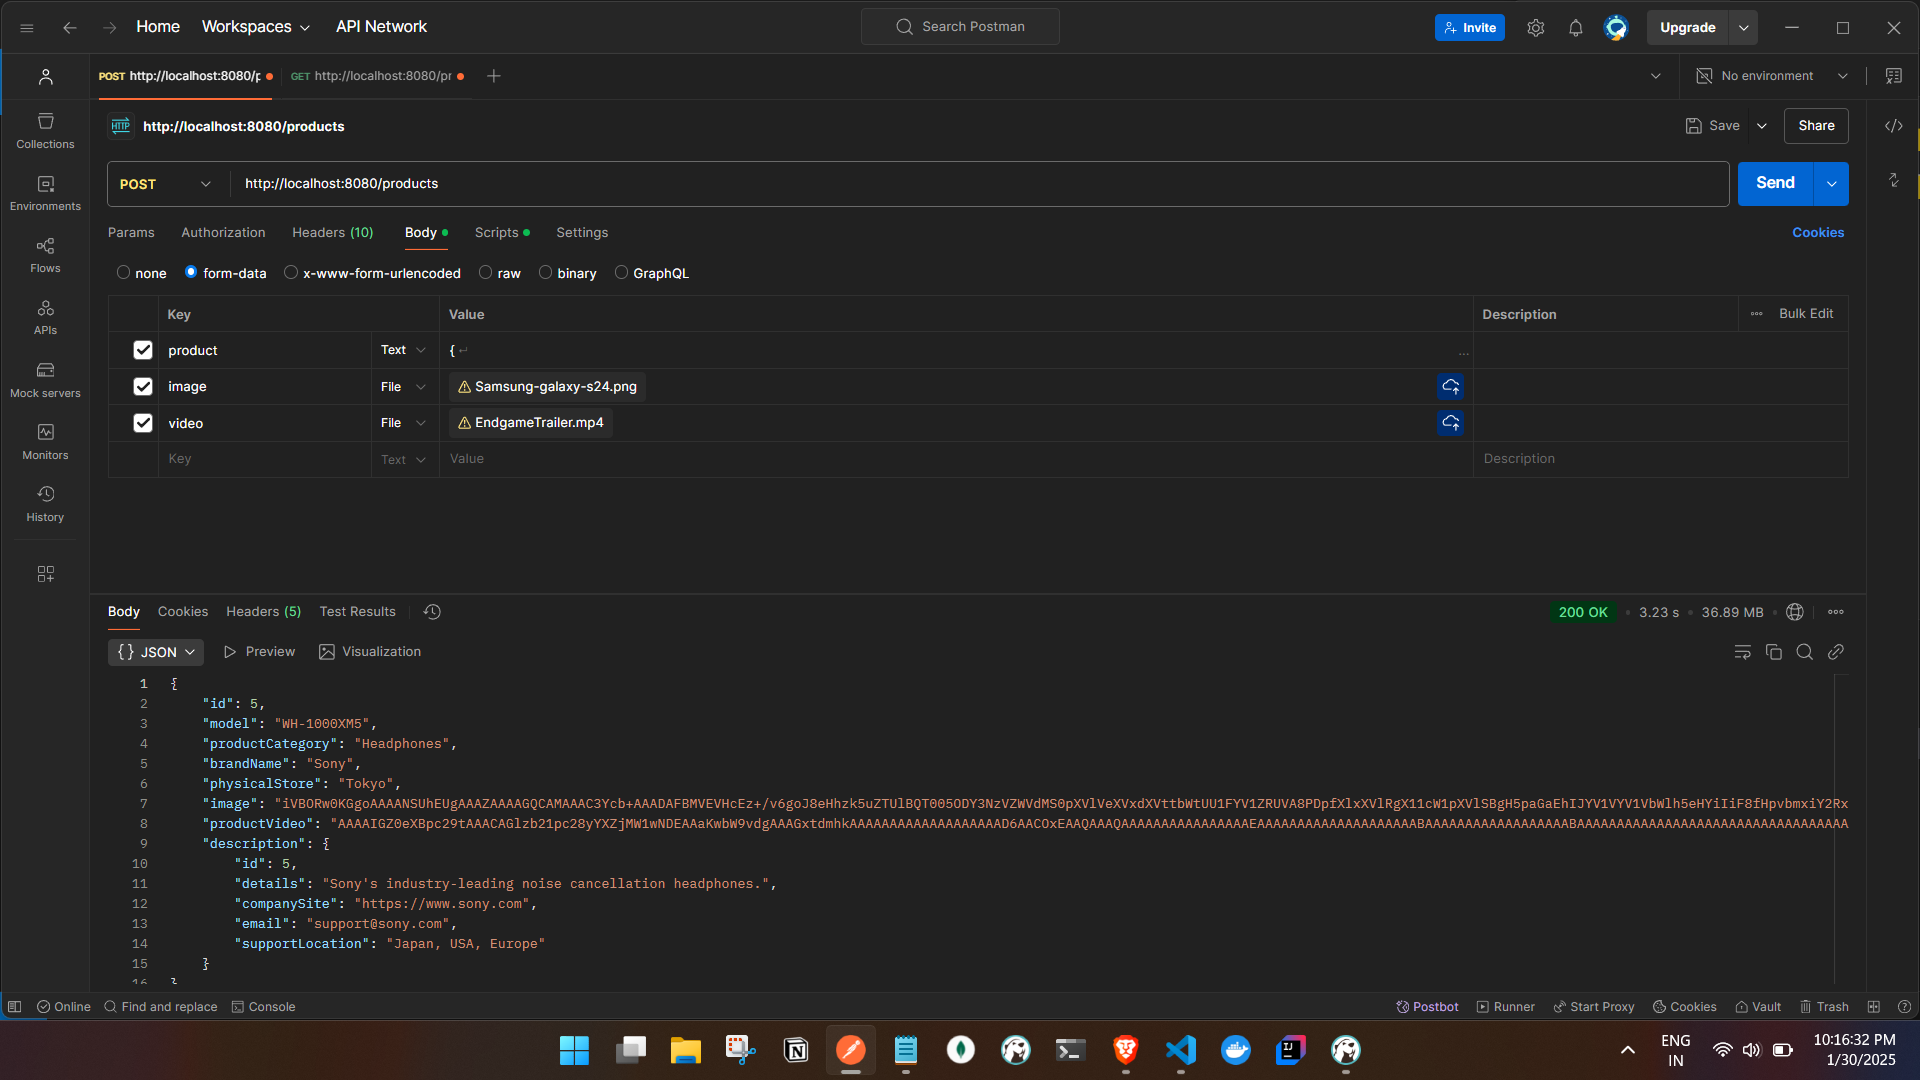 Home Workspaces API Network Search Postman Invite Upgrade
POST http://localhost:8080/p GET http://localhost:8080/pr No environment
HTTP http://localhost:8080/products Save Share
POST http://localhost:8080/products Send
Params Authorization Headers (10) Body Scripts Settings Cookies
none form-data x-www-form-urlencoded raw binary GraphQL
Key Value Description Bulk Edit
product Text { ↵ ...
image File Samsung-galaxy-s24.png
video File EndgameTrailer.mp4
Key Text Value Description
Collections
Environments
Flows
APIs
Mock servers
Monitors
History
Body Cookies Headers (5) Test Results 200 OK 3.23 s 36.89 MB
{} JSON Preview Visualization
1 {
2 "id": 5,
3 "model": "WH-1000XM5",
4 "productCategory": "Headphones",
5 "brandName": "Sony",
6 "physicalStore": "Tokyo",
7 "image":
8 "productVideo":
9 "description": {
10 "id": 5,
11 "details": "Sony's industry-leading noise cancellation headphones.",
12 "companySite": "https://www.sony.com",
13 "email": "support@sony.com",
14 "supportLocation": "Japan, USA, Europe"
15 }
16 }
Online Find and replace Console Postbot Runner Start Proxy Cookies Vault Trash
ENG
IN
10:16:32 PM
1/30/2025